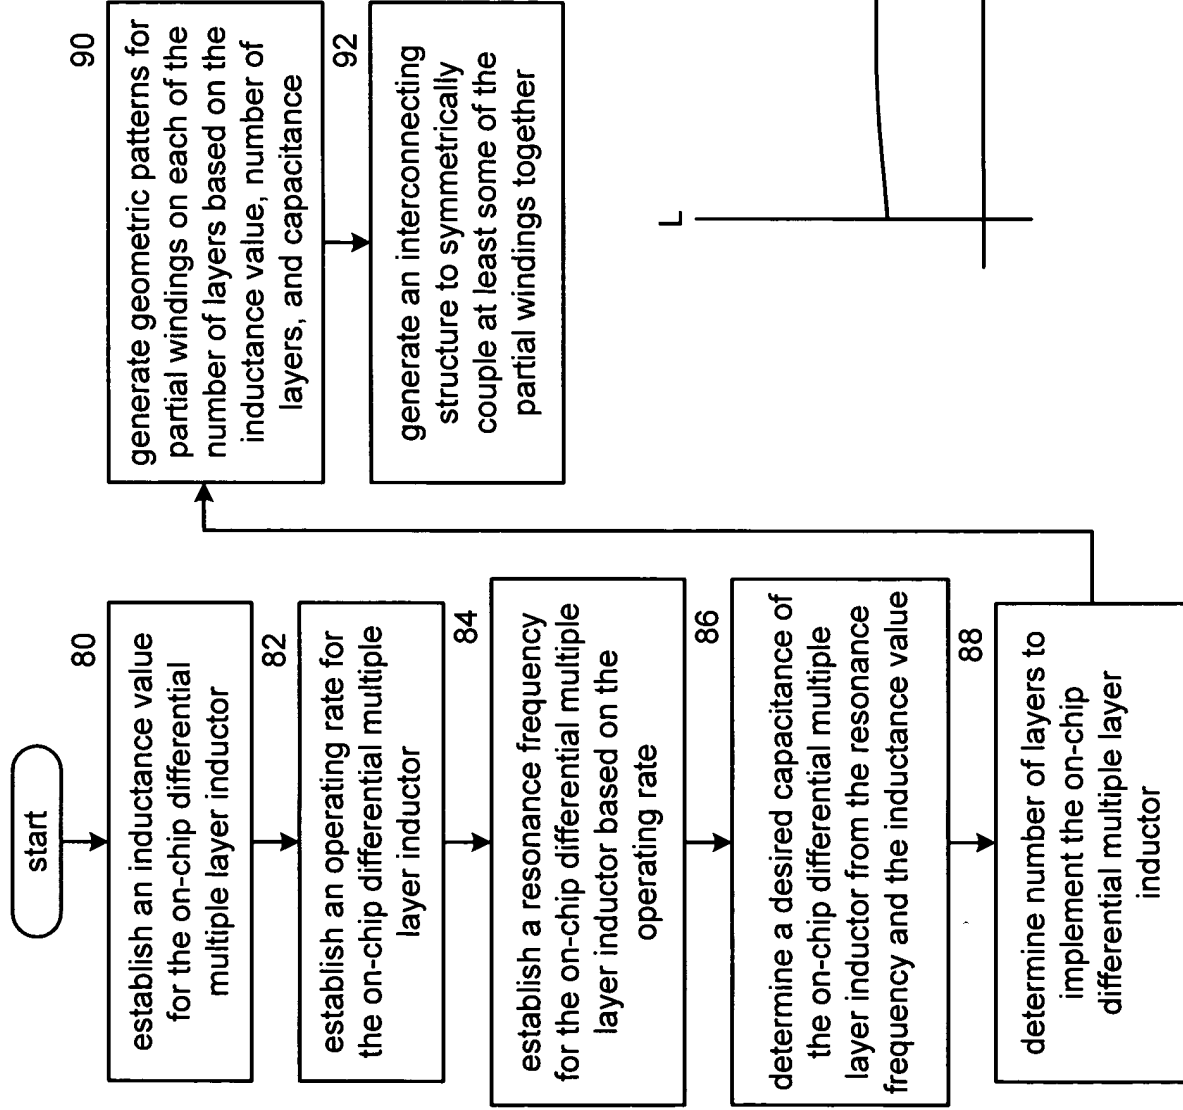 start
80
establish an inductance value
for the on-chip differential
multiple layer inductor
82
establish an operating rate for
the on-chip differential multiple
layer inductor
84
establish a resonance frequency
for the on-chip differential multiple
layer inductor based on the
operating rate
86
determine a desired capacitance of
the on-chip differential multiple
layer inductor from the resonance
frequency and the inductance value
88
determine number of layers to
implement the on-chip
differential multiple layer
inductor
90
generate geometric patterns for
partial windings on each of the
number of layers based on the
inductance value, number of
layers, and capacitance
92
generate an interconnecting
structure to symmetrically
couple at least some of the
partial windings together
L